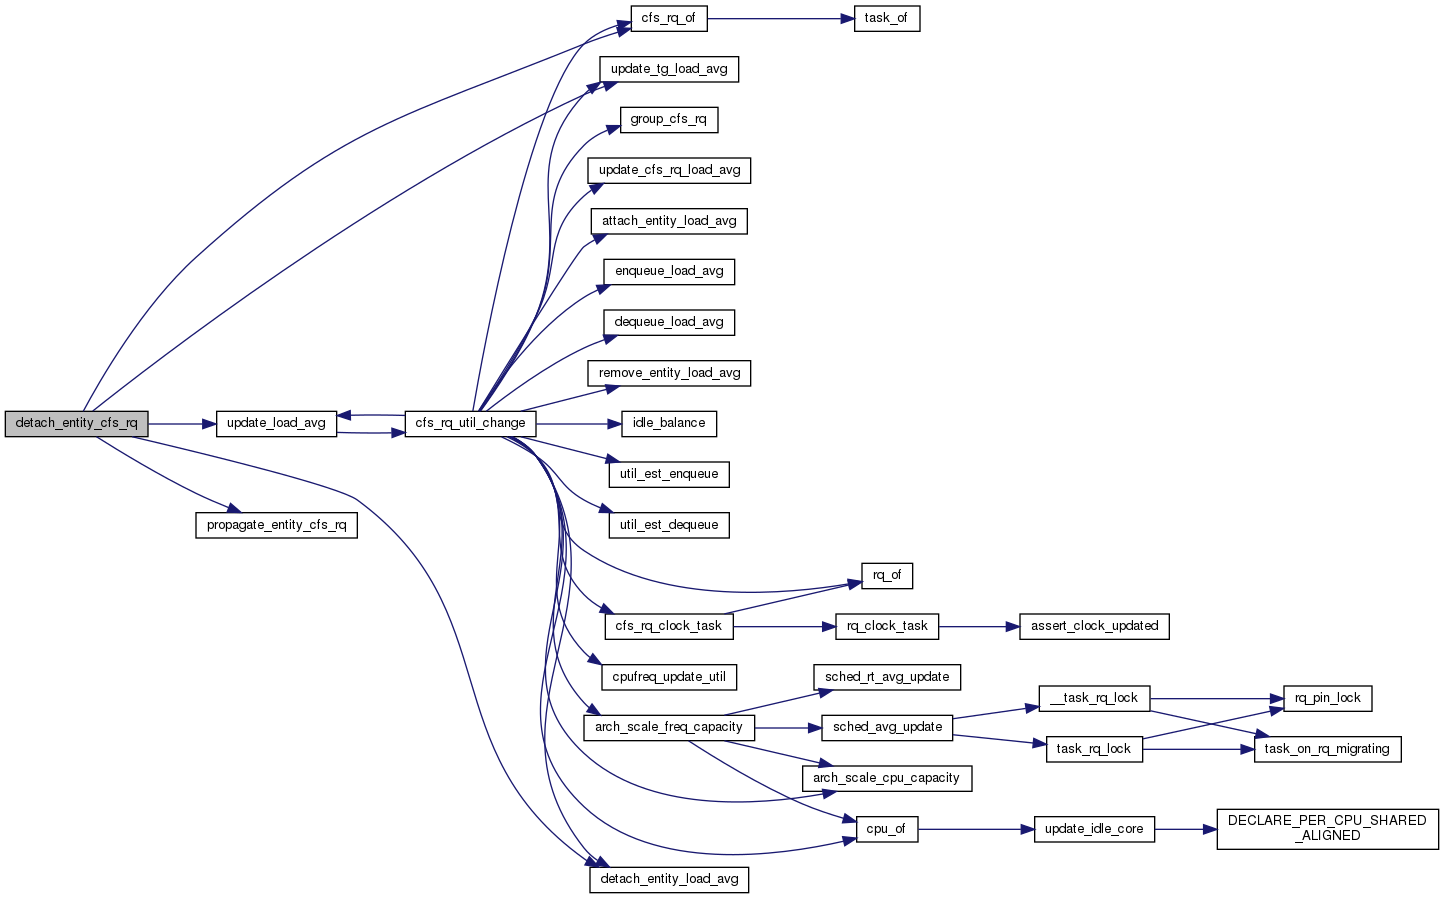 cfs_rq_of
task_of
update_tg_load_avg
group_cfs_rq
update_cfs_rq_load_avg
attach_entity_load_avg
enqueue_load_avg
dequeue_load_avg
remove_entity_load_avg
detach_entity_cfs_rq
update_load_avg
cfs_rq_util_change
idle_balance
util_est_enqueue
propagate_entity_cfs_rq
util_est_dequeue
rq_of
cfs_rq_clock_task
rq_clock_task
assert_clock_updated
cpufreq_update_util
sched_rt_avg_update
__task_rq_lock
rq_pin_lock
arch_scale_freq_capacity
sched_avg_update
task_rq_lock
task_on_rq_migrating
arch_scale_cpu_capacity
cpu_of
update_idle_core
DECLARE_PER_CPU_SHARED
_ALIGNED
detach_entity_load_avg